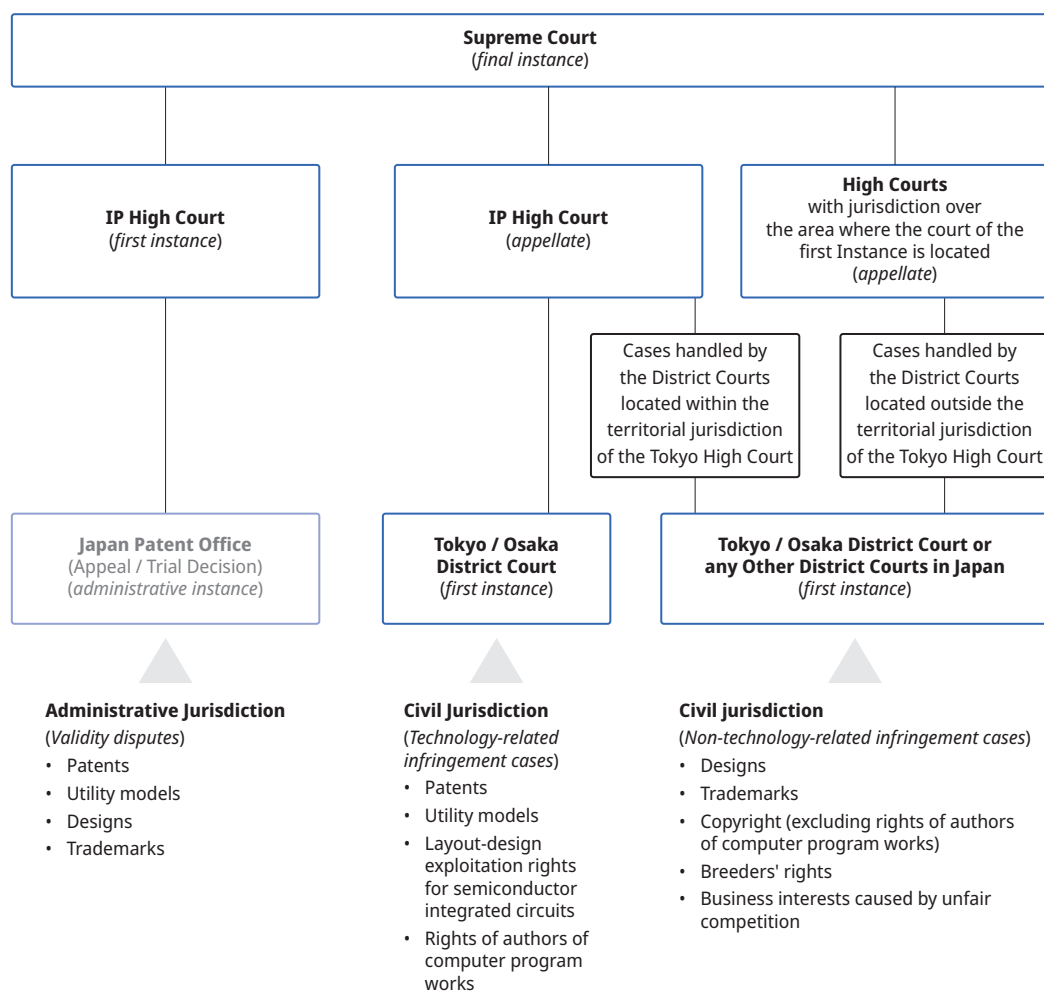 Supreme Court
(final instance)
IP High Court
(first instance)
IP High Court
(appellate)
High Courts
with jurisdiction over
the area where the court of the
first Instance is located
(appellate)
Cases handled by
the District Courts
located within the
territorial jurisdiction
of the Tokyo High Court
Cases handled by
the District Courts
located outside the
territorial jurisdiction
of the Tokyo High Court
Japan Patent Office
(Appeal / Trial Decision)
(administrative instance)
Tokyo / Osaka
District Court
(first instance)
Tokyo / Osaka District Court or
any Other District Courts in Japan
(first instance)
Administrative Jurisdiction
(Validity disputes)
• Patents
• Utility models
• Designs
• Trademarks
Civil Jurisdiction
(Technology-related
infringement cases)
• Patents
• Utility models
• Layout-design
exploitation rights
for semiconductor
integrated circuits
• Rights of authors of
computer program
works
Civil jurisdiction
(Non-technology-related infringement cases)
• Designs
• Trademarks
• Copyright (excluding rights of authors
of computer program works)
• Breeders' rights
• Business interests caused by unfair
competition